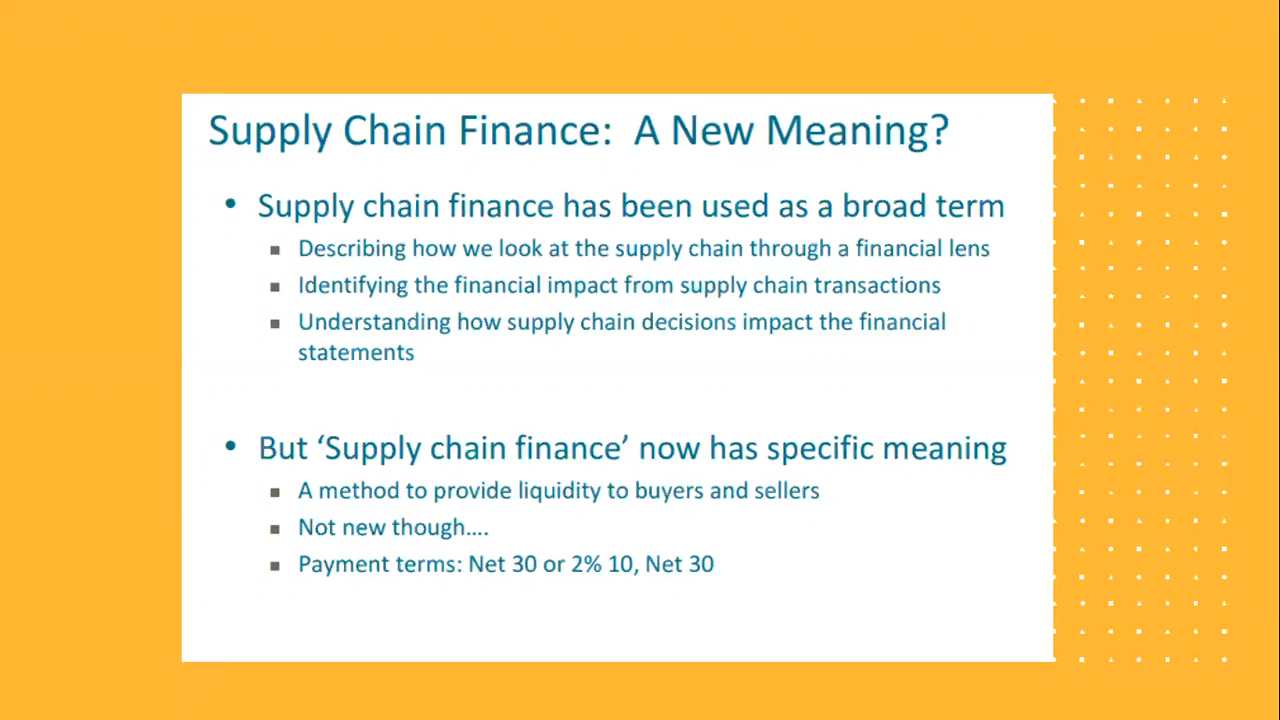 Supply Chain Finance: A New Meaning?
• Supply chain finance has been used as a broad term
▪ Describing how we look at the supply chain through a financial lens
▪ Identifying the financial impact from supply chain transactions
▪ Understanding how supply chain decisions impact the financial
statements
• But ‘Supply chain finance’ now has specific meaning
▪ A method to provide liquidity to buyers and sellers
▪ Not new though....
▪ Payment terms: Net 30 or 2% 10, Net 30